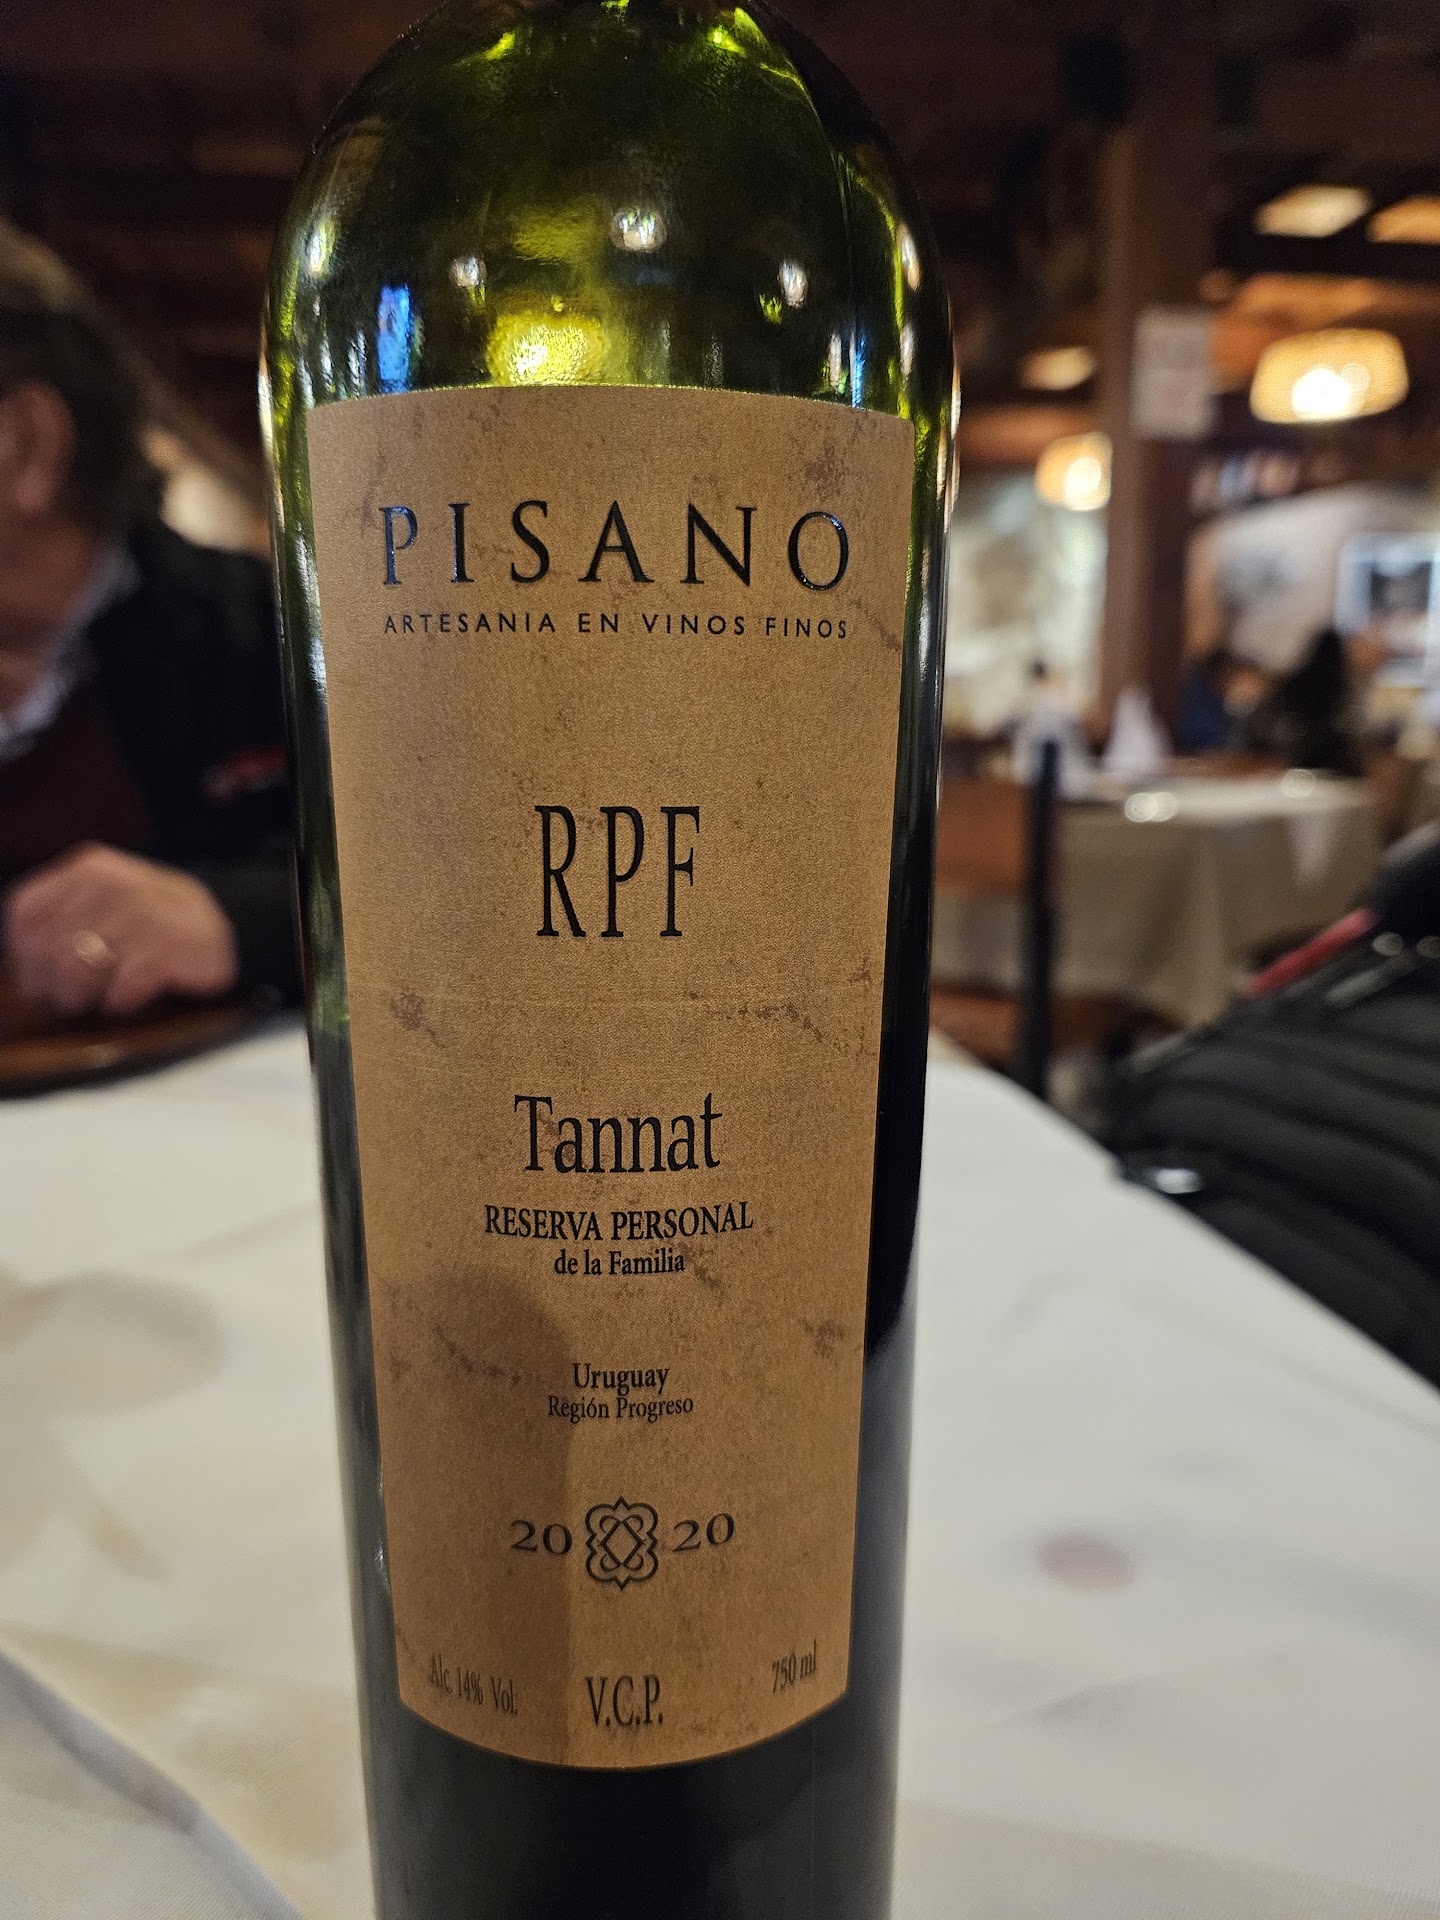 PISANO
ARTESANIA EN VINOS FINOS
RPF
Tannat
RESERVA PERSONAL
de la Familia
Uruguay
Región Progreso
20 20
Alc. 14% Vol. V.C.P. 750 ml